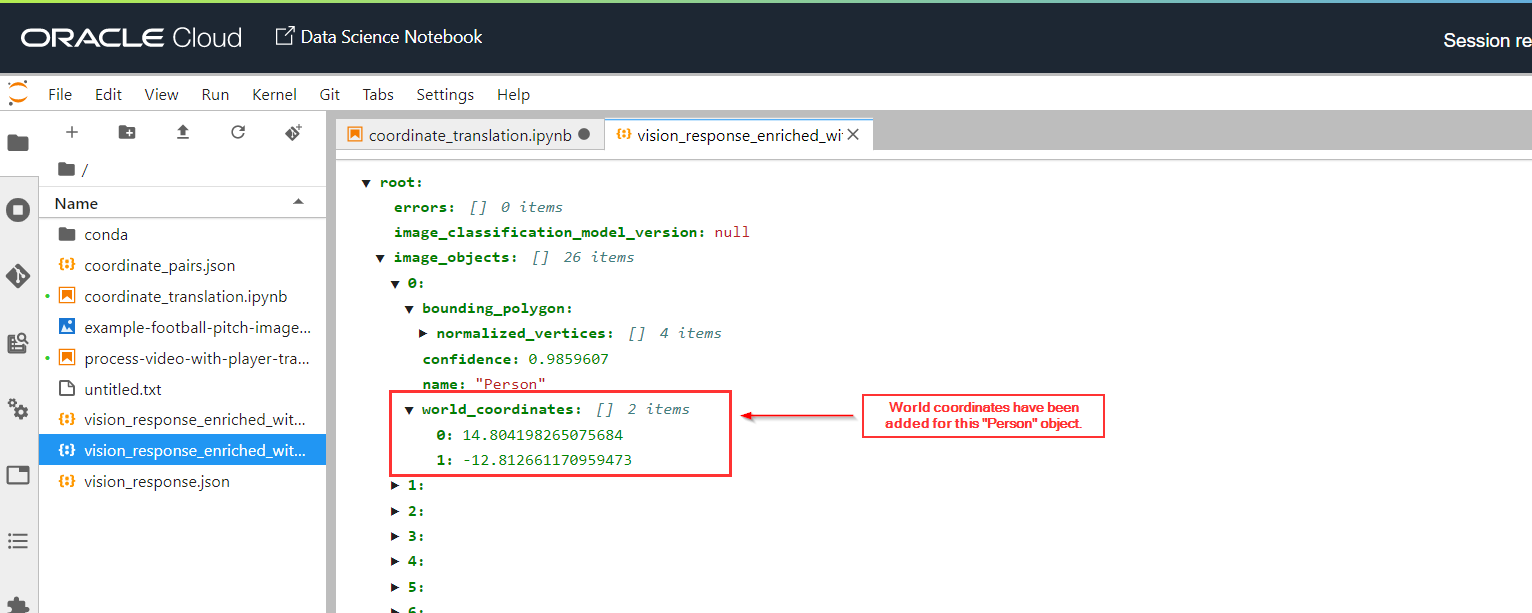 ORACLE Cloud Data Science Notebook
Session re
File Edit View Run Kernel Git Tabs Settings Help
/
Name
conda
coordinate_pairs.json
coordinate_translation.ipynb
example-football-pitch-image...
process-video-with-player-tra...
untitled.txt
vision_response_enriched_wit...
vision_response_enriched_wit...
vision_response.json
coordinate_translation.ipynb
vision_response_enriched_wi
root:
errors: [] 0 items
image_classification_model_version: null
image_objects: [] 26 items
0:
bounding_polygon:
normalized_vertices: [] 4 items
confidence: 0.9859607
name: "Person"
world_coordinates: [] 2 items
0: 14.804198265075684
1: -12.812661170959473
1:
2:
3:
4:
5:
6:
World coordinates have been
added for this "Person" object.